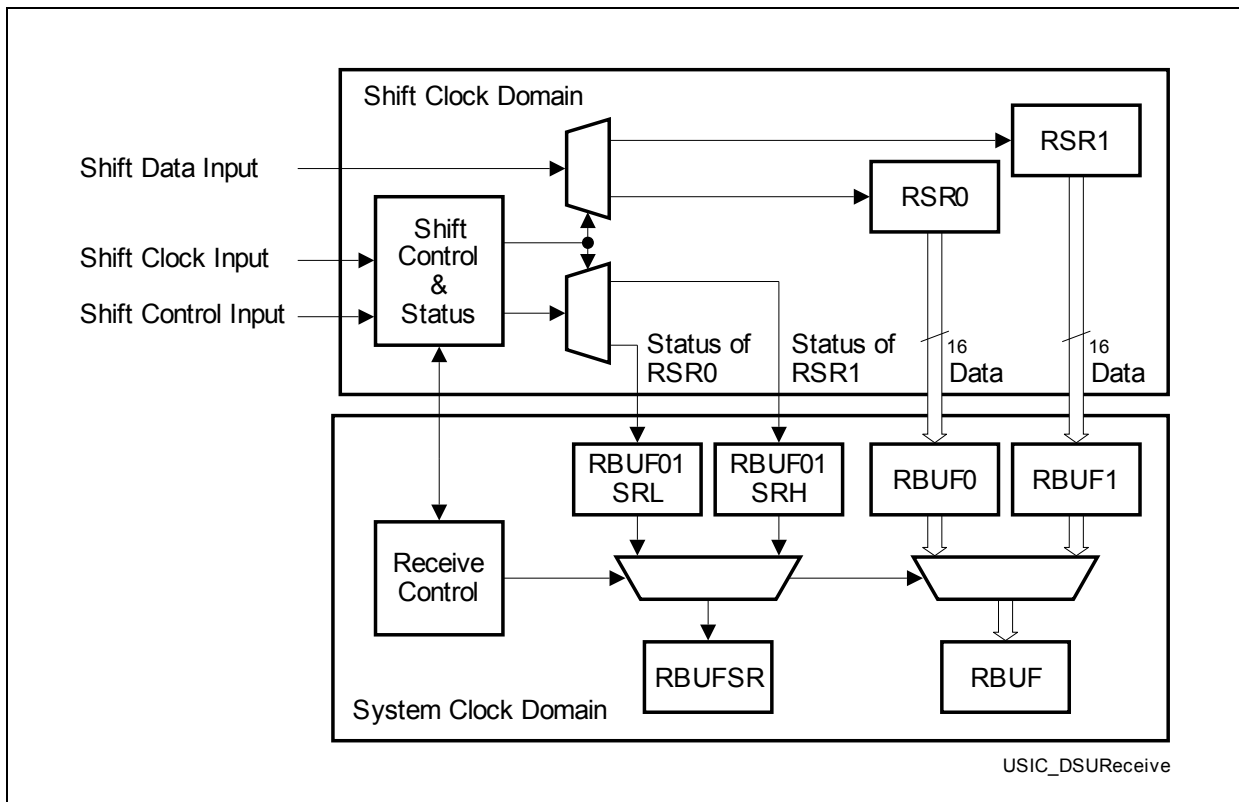 Shift Clock Domain
RSR1
Shift Data Input
RSR0
Shift
Control
&
Status
Shift Clock Input
Shift Control Input
Status of
RSR0
Status of
RSR1
16
Data
16
Data
RBUF01
SRL
RBUF01
SRH
RBUF0
RBUF1
Receive
Control
RBUFSR
RBUF
System Clock Domain
USIC_DSUReceive